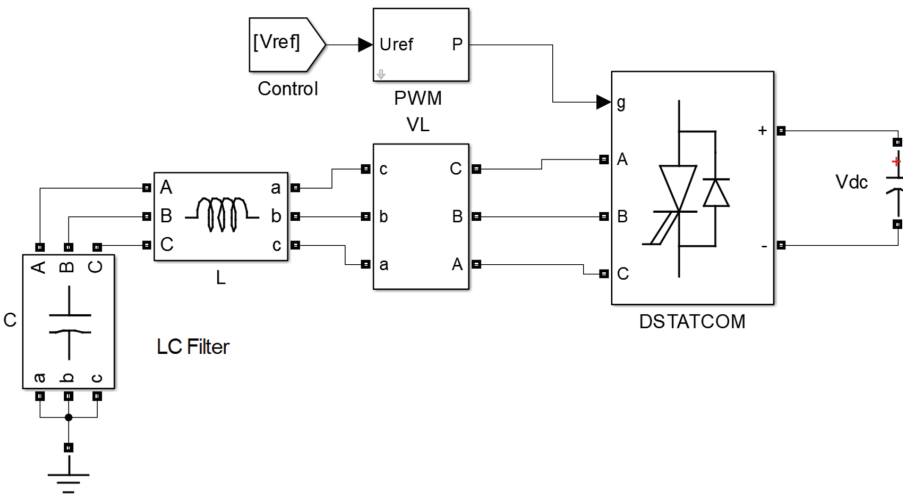 [Vref]
Control
Uref P
PWM
VL
g
A
B
C
+
-
Vdc
DSTATCOM
c C
b B
a A
A a
B b
C c
L
A B C
C
a b c
LC Filter